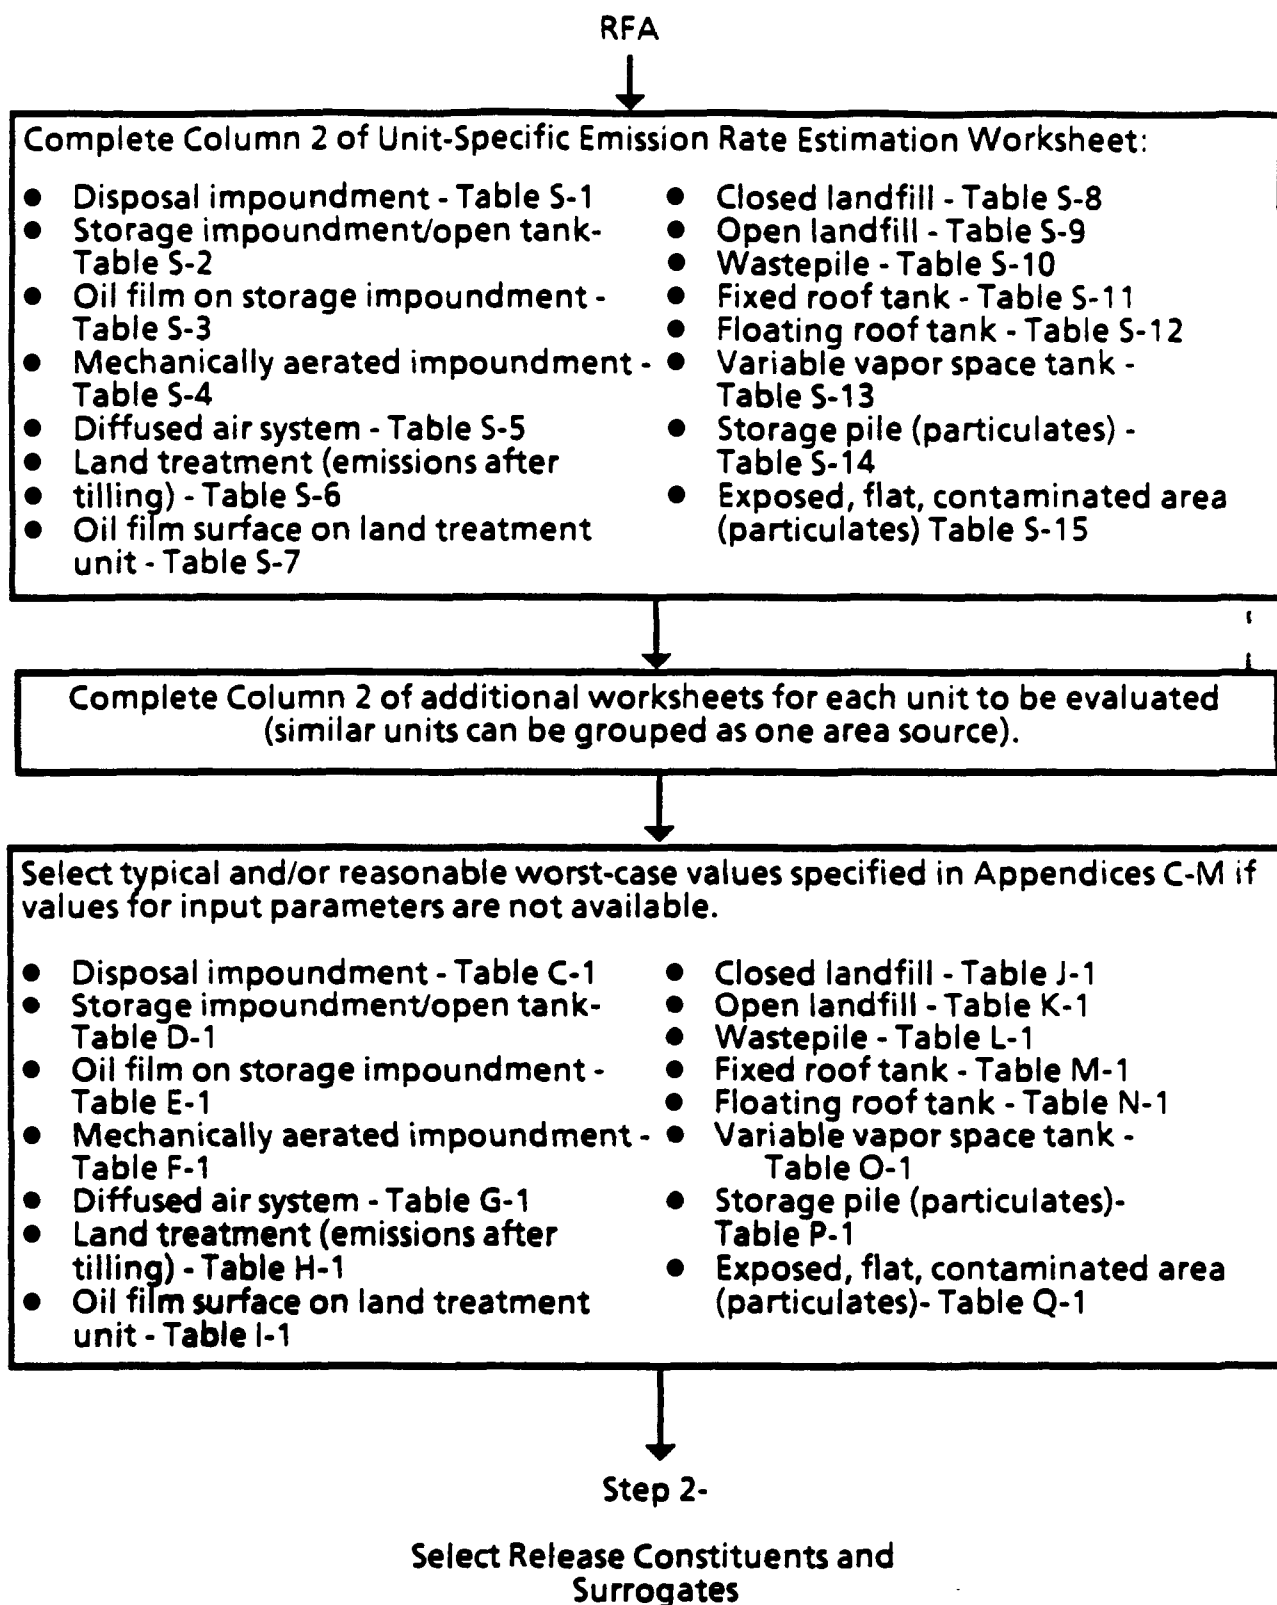 RFA
Complete Column 2 of Unit-Specific Emission Rate Estimation Worksheet:
● Disposal impoundment - Table S-1
● Storage impoundment/open tank-
Table S-2
● Oil film on storage impoundment -
Table S-3
● Mechanically aerated impoundment -
Table S-4
● Diffused air system - Table S-5
● Land treatment (emissions after
● tilling) - Table S-6
● Oil film surface on land treatment
unit - Table S-7
● Closed landfill - Table S-8
● Open landfill - Table S-9
● Wastepile - Table S-10
● Fixed roof tank - Table S-11
● Floating roof tank - Table S-12
● Variable vapor space tank -
Table S-13
● Storage pile (particulates) -
Table S-14
● Exposed, flat, contaminated area
(particulates) Table S-15
Complete Column 2 of additional worksheets for each unit to be evaluated
(similar units can be grouped as one area source).
Select typical and/or reasonable worst-case values specified in Appendices C-M if
values for input parameters are not available.
● Disposal impoundment - Table C-1
● Storage impoundment/open tank-
Table D-1
● Oil film on storage impoundment -
Table E-1
● Mechanically aerated impoundment -
Table F-1
● Diffused air system - Table G-1
● Land treatment (emissions after
tilling) - Table H-1
● Oil film surface on land treatment
unit - Table I-1
● Closed landfill - Table J-1
● Open landfill - Table K-1
● Wastepile - Table L-1
● Fixed roof tank - Table M-1
● Floating roof tank - Table N-1
● Variable vapor space tank -
Table O-1
● Storage pile (particulates)-
Table P-1
● Exposed, flat, contaminated area
(particulates)- Table Q-1
Step 2-
Select Release Constituents and
Surrogates